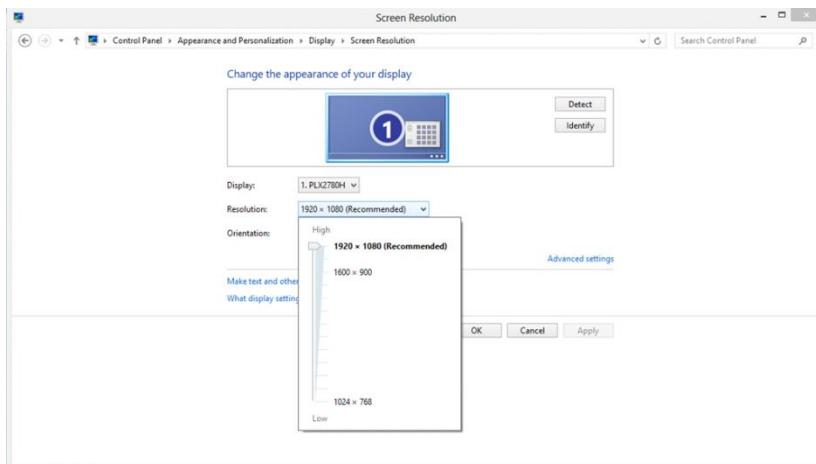 Screen Resolution
Control Panel Appearance and Personalization Display Screen Resolution
Search Control Panel
Change the appearance of your display
1
Detect
Identify
Display: 1. PLX2780H
Resolution: 1920 × 1080 (Recommended)
Orientation:
High
1920 × 1080 (Recommended)
1600 × 900
Advanced settings
Make text and other
What display setting
OK Cancel Apply
1024 × 768
Low